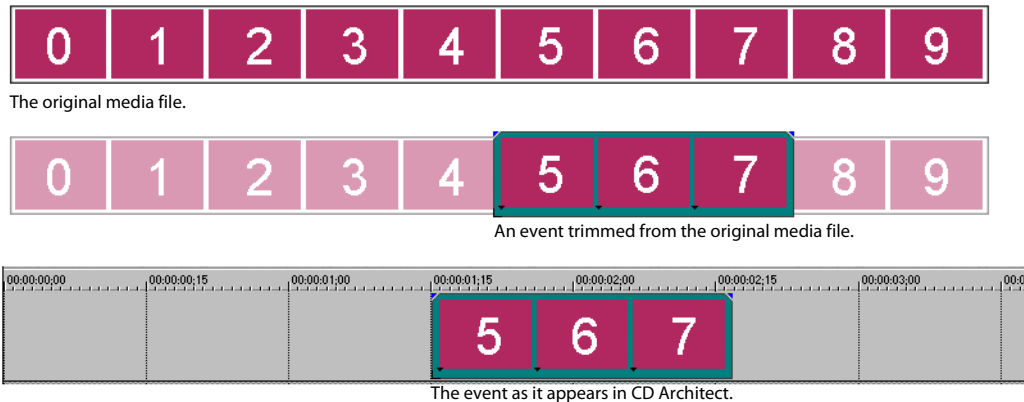 0 1 2 3 4 5 6 7 8 9
The original media file.
0 1 2 3 4 5 6 7 8 9
An event trimmed from the original media file.
00:00:00;00 00:00:00;15 00:00:01;00 00:00:01;15 00:00:02;00 00:00:02;15 00:00:03;00 00:0
5 6 7
The event as it appears in CD Architect.